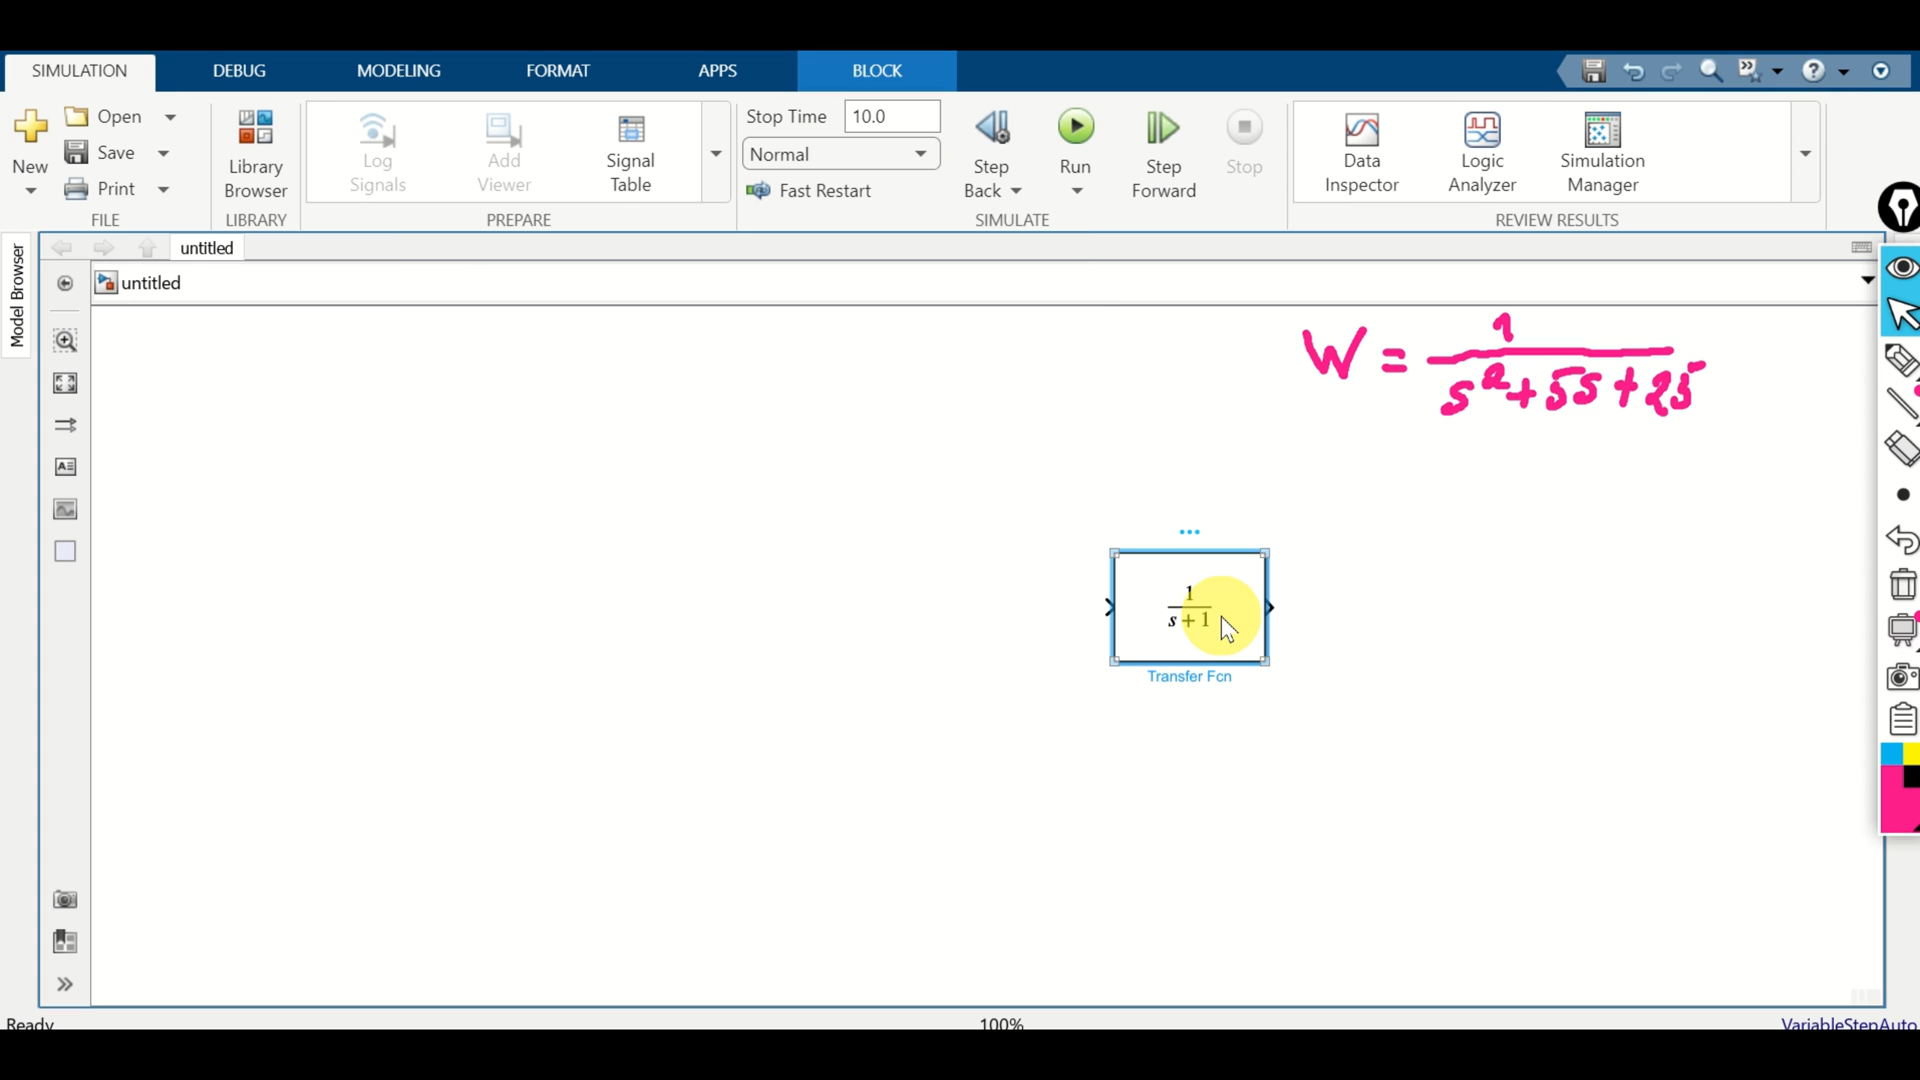 SIMULATION DEBUG MODELING FORMAT APPS BLOCK
New
Open
Save
Print
FILE
Library
Browser
LIBRARY
Log
Signals
Add
Viewer
Signal
Table
PREPARE
Stop Time 10.0
Normal
Fast Restart
Step
Back
Run
Step
Forward
Stop
SIMULATE
Data
Inspector
Logic
Analyzer
Simulation
Manager
REVIEW RESULTS
Model Browser
untitled
untitled
W = 1 / s²+5s+25
1
s + 1
Transfer Fcn
Ready 100% VariableStepAuto